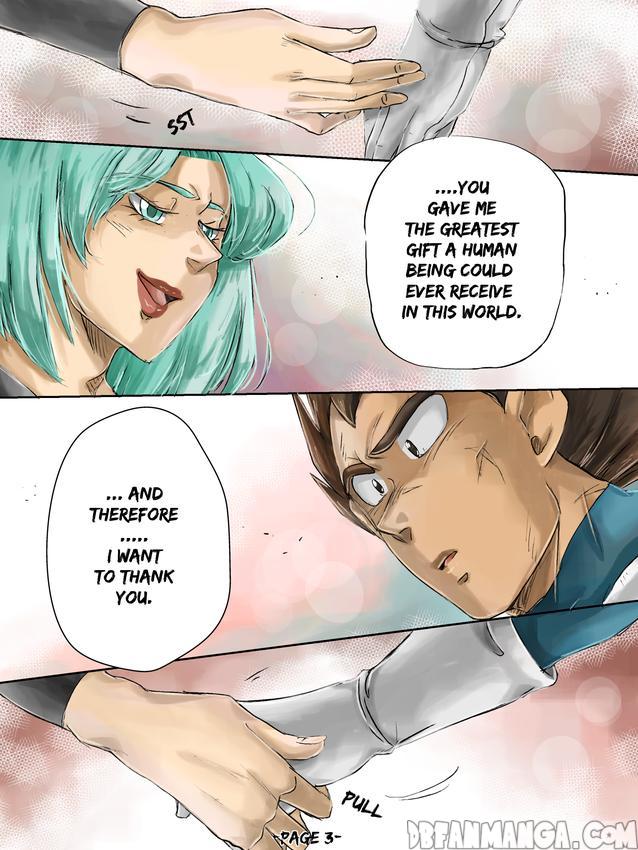 SST
....YOU
GAVE ME
THE GREATEST
GIFT A HUMAN
BEING COULD
EVER RECEIVE
IN THIS WORLD.
... AND
THEREFORE
.....
I WANT
TO THANK
YOU.
PULL
-PAGE 3-
DBFANMANGA.COM